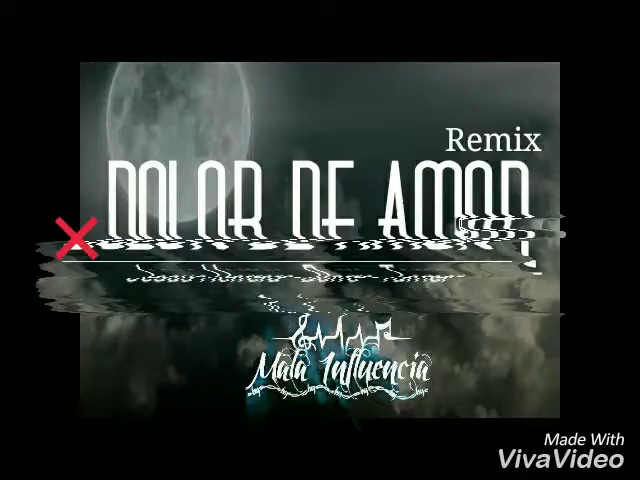 Remix
DOLOR DE AMOR
Mala Influencia
Made With
VivaVideo